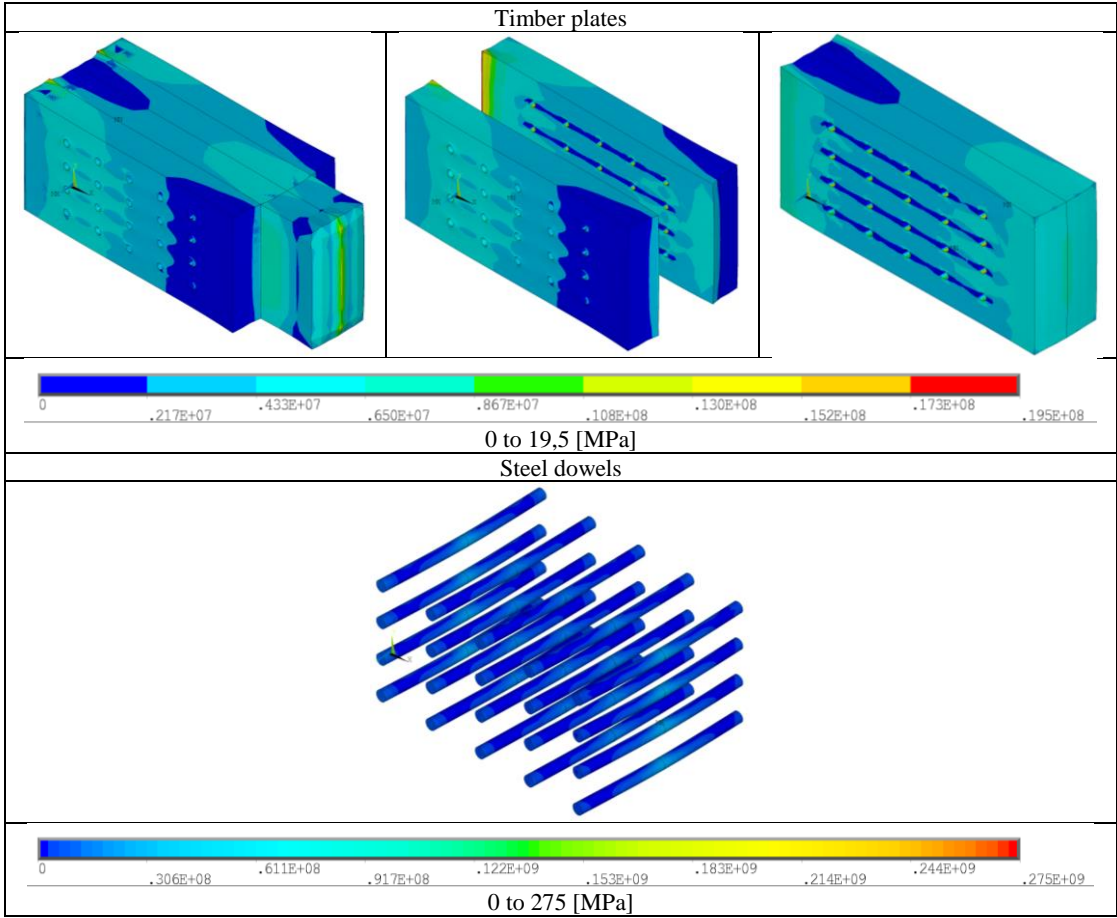 Timber plates
0 .217E+07 .433E+07 .650E+07 .867E+07 .108E+08 .130E+08 .152E+08 .173E+08 .195E+08
0 to 19,5 [MPa]
Steel dowels
0 .306E+08 .611E+08 .917E+08 .122E+09 .153E+09 .183E+09 .214E+09 .244E+09 .275E+09
0 to 275 [MPa]